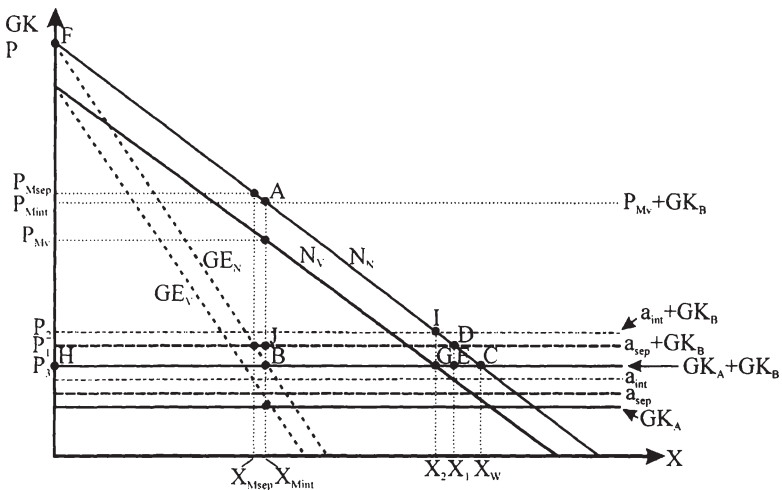 GK
P
F
P_Msep
A
P_Mint
P_Mv+GK_B
P_Mv
GE_N
N_V
N_N
GE_V
a_int+GK_B
I
P_2
J
D
a_sep+GK_B
P_1
H
B
G
E
C
GK_A+GK_B
P_3
a_int
a_sep
GK_A
X
X_Msep
X_Mint
X_2
X_1
X_W